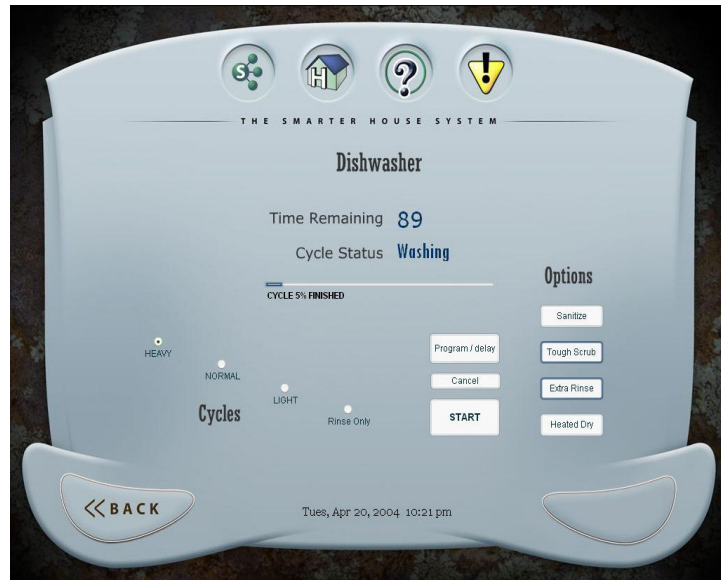 S
H
?
!
THE SMARTER HOUSE SYSTEM
Dishwasher
Time Remaining 89
Cycle Status Washing
CYCLE 5% FINISHED
Options
Sanitize
Tough Scrub
Extra Rinse
Heated Dry
Program / delay
Cancel
START
HEAVY
NORMAL
LIGHT
Rinse Only
Cycles
<<BACK
Tues, Apr 20, 2004 10:21 pm